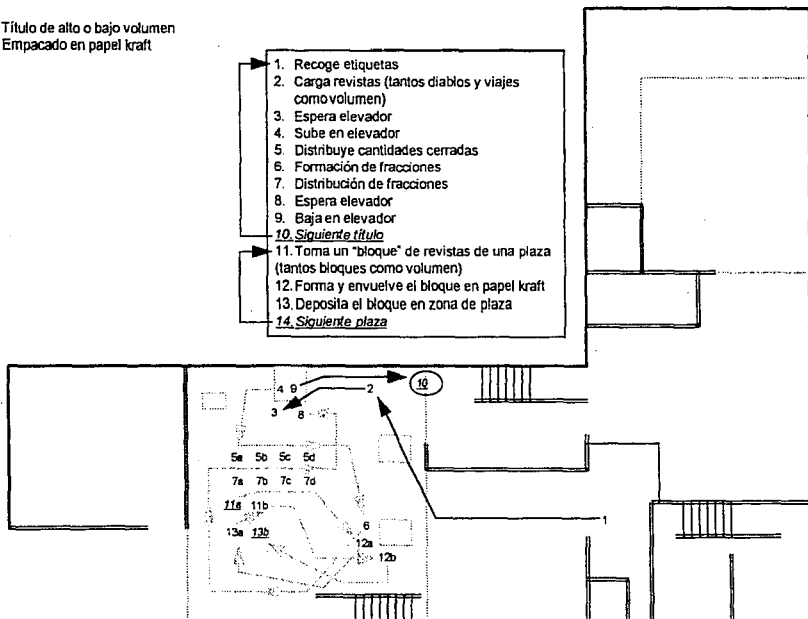 Título de alto o bajo volumen
Empacado en papel kraft
1. Recoge etiquetas
2. Carga revistas (tantos diablos y viajes
como volumen)
3. Espera elevador
4. Sube en elevador
5. Distribuye cantidades cerradas
6. Formación de fracciones
7. Distribución de fracciones
8. Espera elevador
9. Baja en elevador
10. Siguiente título
11. Toma un "bloque" de revistas de una plaza
(tantos bloques como volumen)
12. Forma y envuelve el bloque en papel kraft
13. Deposita el bloque en zona de plaza
14. Siguiente plaza
4 9 2 10
3 8
5a 5b 5c 5d
7a 7b 7c 7d
11a 11b
6 1
13a 13b
12a
12b